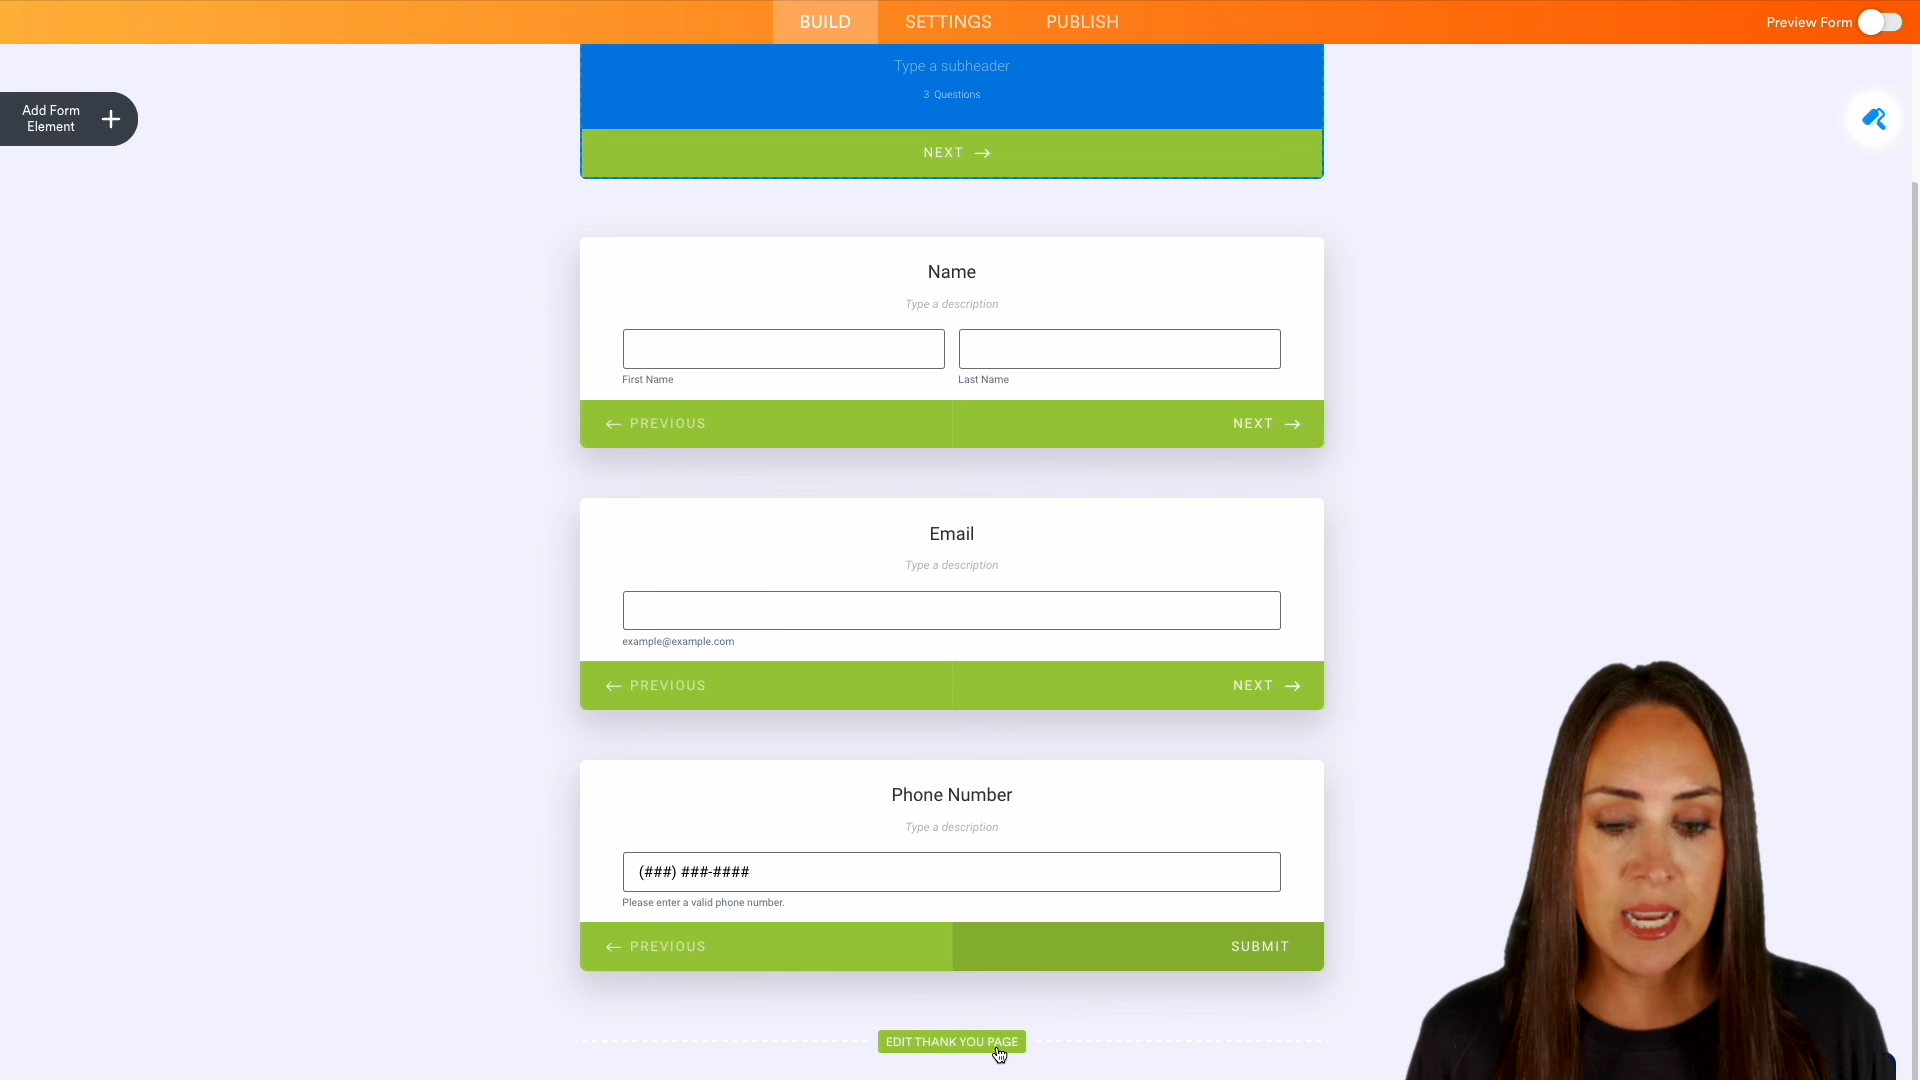 BUILD
SETTINGS
PUBLISH
Preview Form
Add Form
Element
Type a subheader
3 Questions
NEXT
Name
Type a description
First Name
Last Name
PREVIOUS
NEXT
Email
Type a description
example@example.com
PREVIOUS
NEXT
Phone Number
Type a description
(###) ###-####
Please enter a valid phone number.
PREVIOUS
SUBMIT
EDIT THANK YOU PAGE